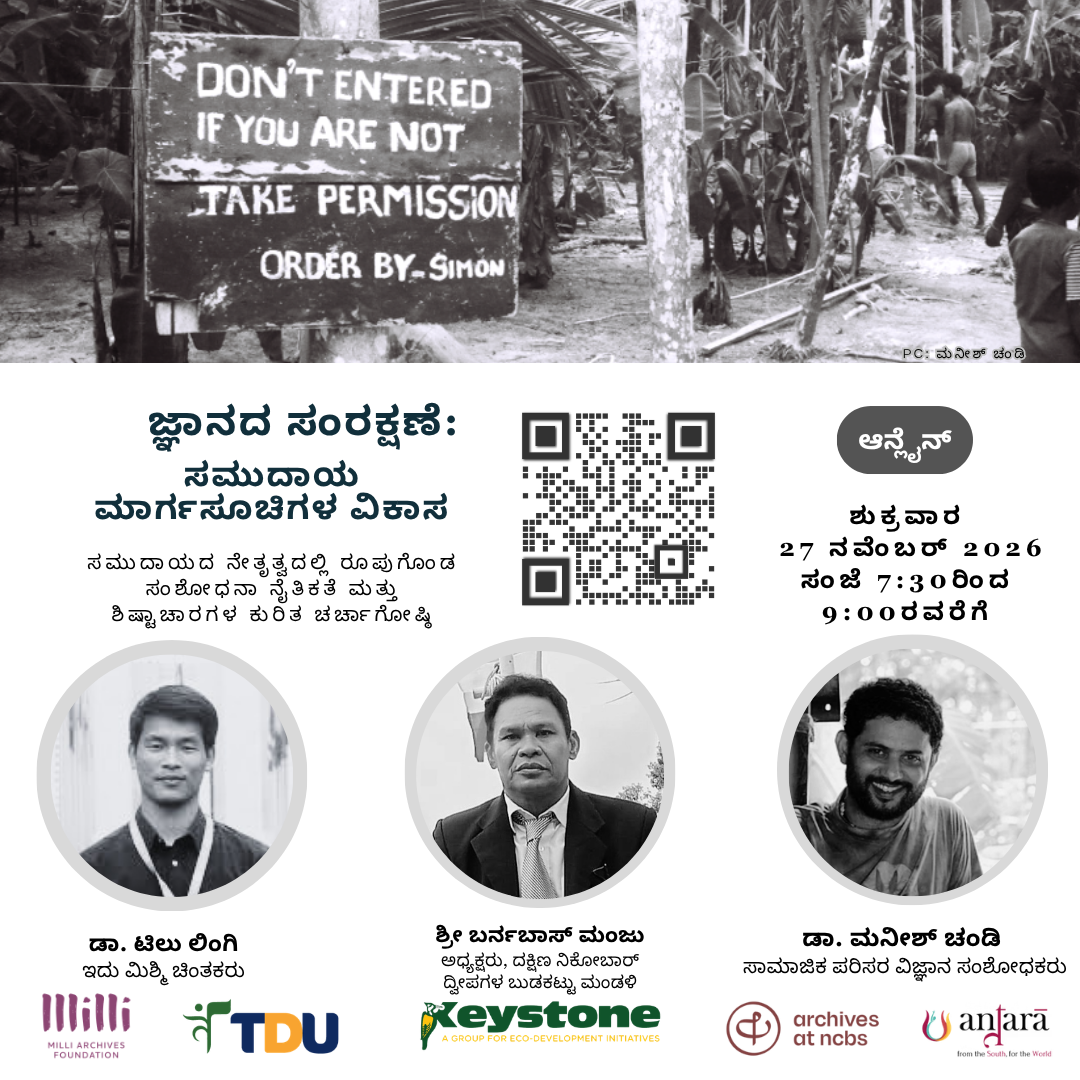 DON'T ENTERED
IF YOU ARE NOT
TAKE PERMISSION
ORDER BY-SIMON
PC: ಮನೀಶ್ ಚಂಡಿ
ಜ್ಞಾನದ ಸಂರಕ್ಷಣೆ:
ಸಮುದಾಯ
ಮಾರ್ಗಸೂಚಿಗಳ ವಿಕಾಸ
ಸಮುದಾಯದ ನೇತೃತ್ವದಲ್ಲಿ ರೂಪುಗೊಂಡ
ಸಂಶೋಧನಾ ನೈತಿಕತೆ ಮತ್ತು
ಶಿಷ್ಟಾಚಾರಗಳ ಕುರಿತ ಚರ್ಚಾಗೋಷ್ಠಿ
ಆನ್ಲೈನ್
ಶುಕ್ರವಾರ
27 ನವೆಂಬರ್ 2026
ಸಂಜೆ 7:30ರಿಂದ
9:00ರವರೆಗೆ
ಡಾ. ಟಿಲು ಲಿಂಗಿ
ಇದು ಮಿಶ್ಮಿ ಚಿಂತಕರು
ಶ್ರೀ ಬರ್ನಬಾಸ್ ಮಂಜು
ಅಧ್ಯಕ್ಷರು, ದಕ್ಷಿಣ ನಿಕೋಬಾರ್
ದ್ವೀಪಗಳ ಬುಡಕಟ್ಟು ಮಂಡಳಿ
ಡಾ. ಮನೀಶ್ ಚಂಡಿ
ಸಾಮಾಜಿಕ ಪರಿಸರ ವಿಜ್ಞಾನ ಸಂಶೋಧಕರು
milli
MILLI ARCHIVES
FOUNDATION
TDU
Keystone
A GROUP FOR ECO-DEVELOPMENT INITIATIVES
archives
at ncbs
antarā
from the South, for the World